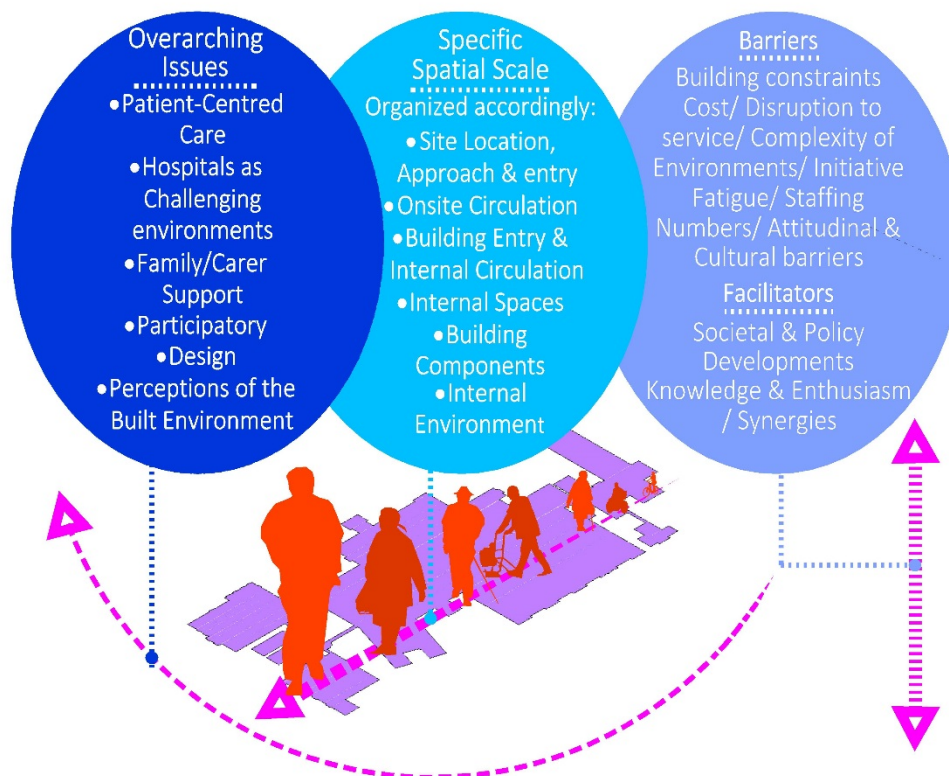 Overarching
Issues
•Patient-Centred
Care
•Hospitals as
Challenging
environments
•Family/Carer
Support
•Participatory
•Design
•Perceptions of the
Built Environment
Specific
Spatial Scale
Organized accordingly:
•Site Location,
Approach & entry
•Onsite Circulation
•Building Entry &
Internal Circulation
•Internal Spaces
•Building
Components
•Internal
Environment
Barriers
Building constraints
Cost/ Disruption to
service/ Complexity of
Environments/ Initiative
Fatigue/ Staffing
Numbers/ Attitudinal &
Cultural barriers
Facilitators
Societal & Policy
Developments
Knowledge & Enthusiasm
/ Synergies